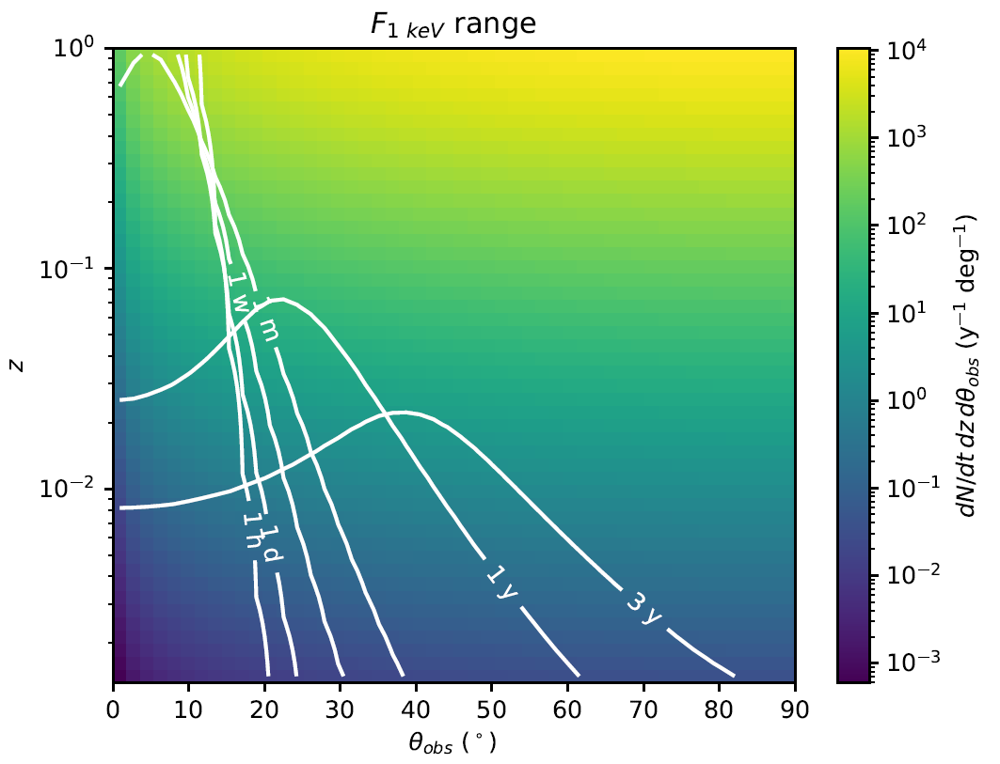 F1 keV range
10^0
10^-1
10^-2
z
1 w
1 m
1 h
1 d
1 y
3 y
0 10 20 30 40 50 60 70 80 90
θobs (°)
10^4
10^3
10^2
10^1
10^0
10^-1
10^-2
10^-3
dN/dt dz dθobs (y^-1 deg^-1)